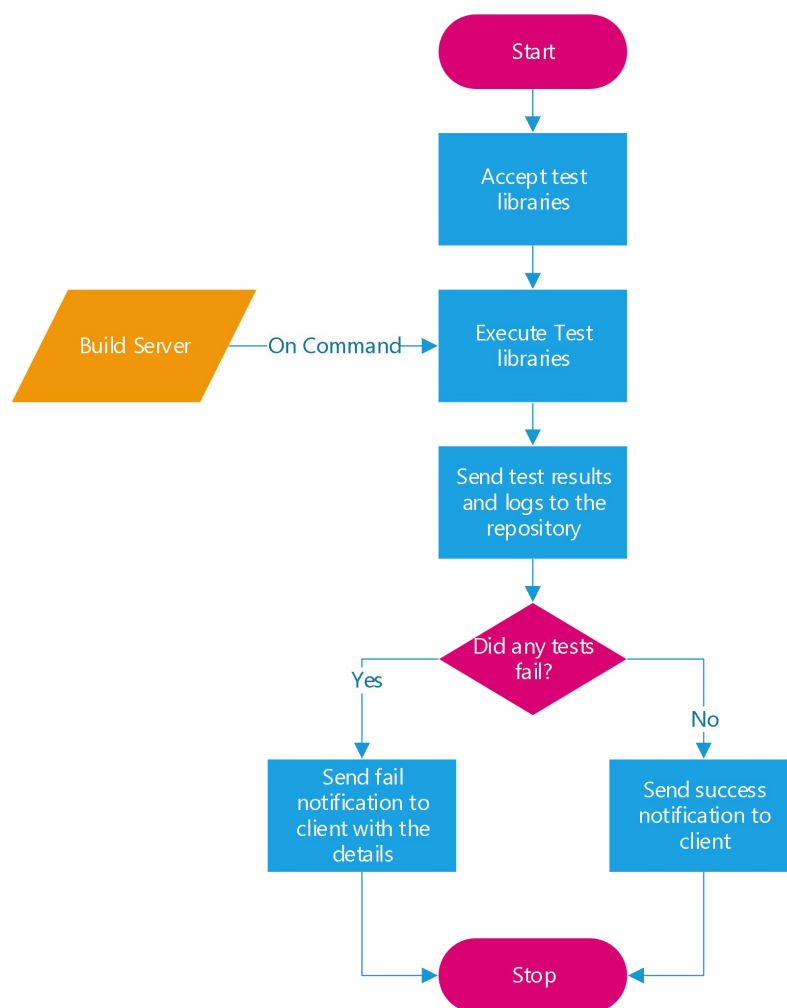 Start
Accept test
libraries
Build Server
On Command
Execute Test
libraries
Send test results
and logs to the
repository
Did any tests
fail?
Yes
No
Send fail
notification to
client with the
details
Send success
notification to
client
Stop